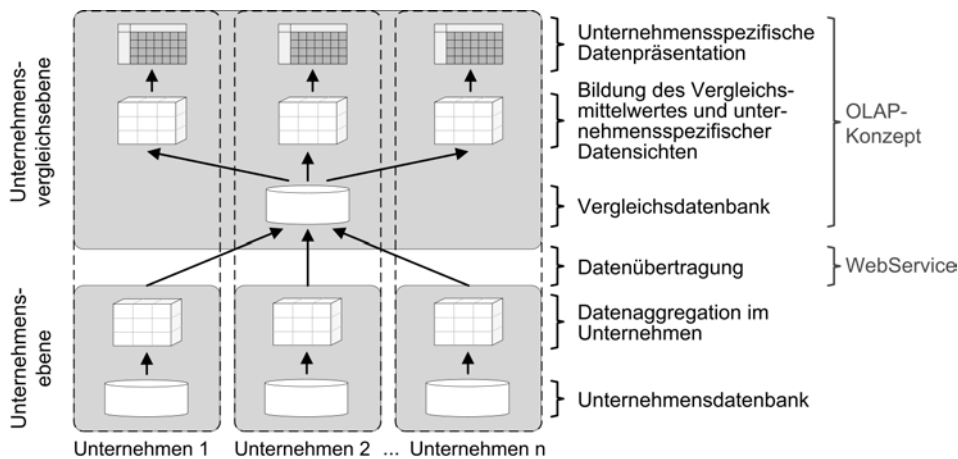 Unternehmens-
vergleichsebene
Unternehmensspezifische
Datenpräsentation
Bildung des Vergleichs-
mittelwertes und unter-
nehmensspezifischer
Datensichten
OLAP-
Konzept
Vergleichsdatenbank
Datenübertragung
WebService
Unternehmens-
ebene
Datenaggregation im
Unternehmen
Unternehmensdatenbank
Unternehmen 1
Unternehmen 2
...
Unternehmen n